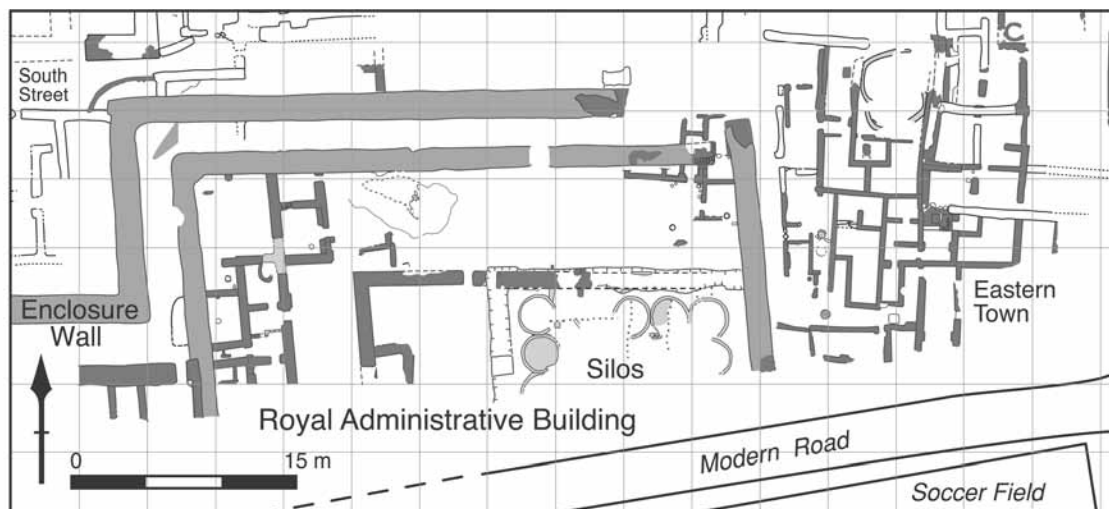 South
Street
Enclosure
Wall
Eastern
Town
Silos
Royal Administrative Building
0 15 m
Modern Road
Soccer Field